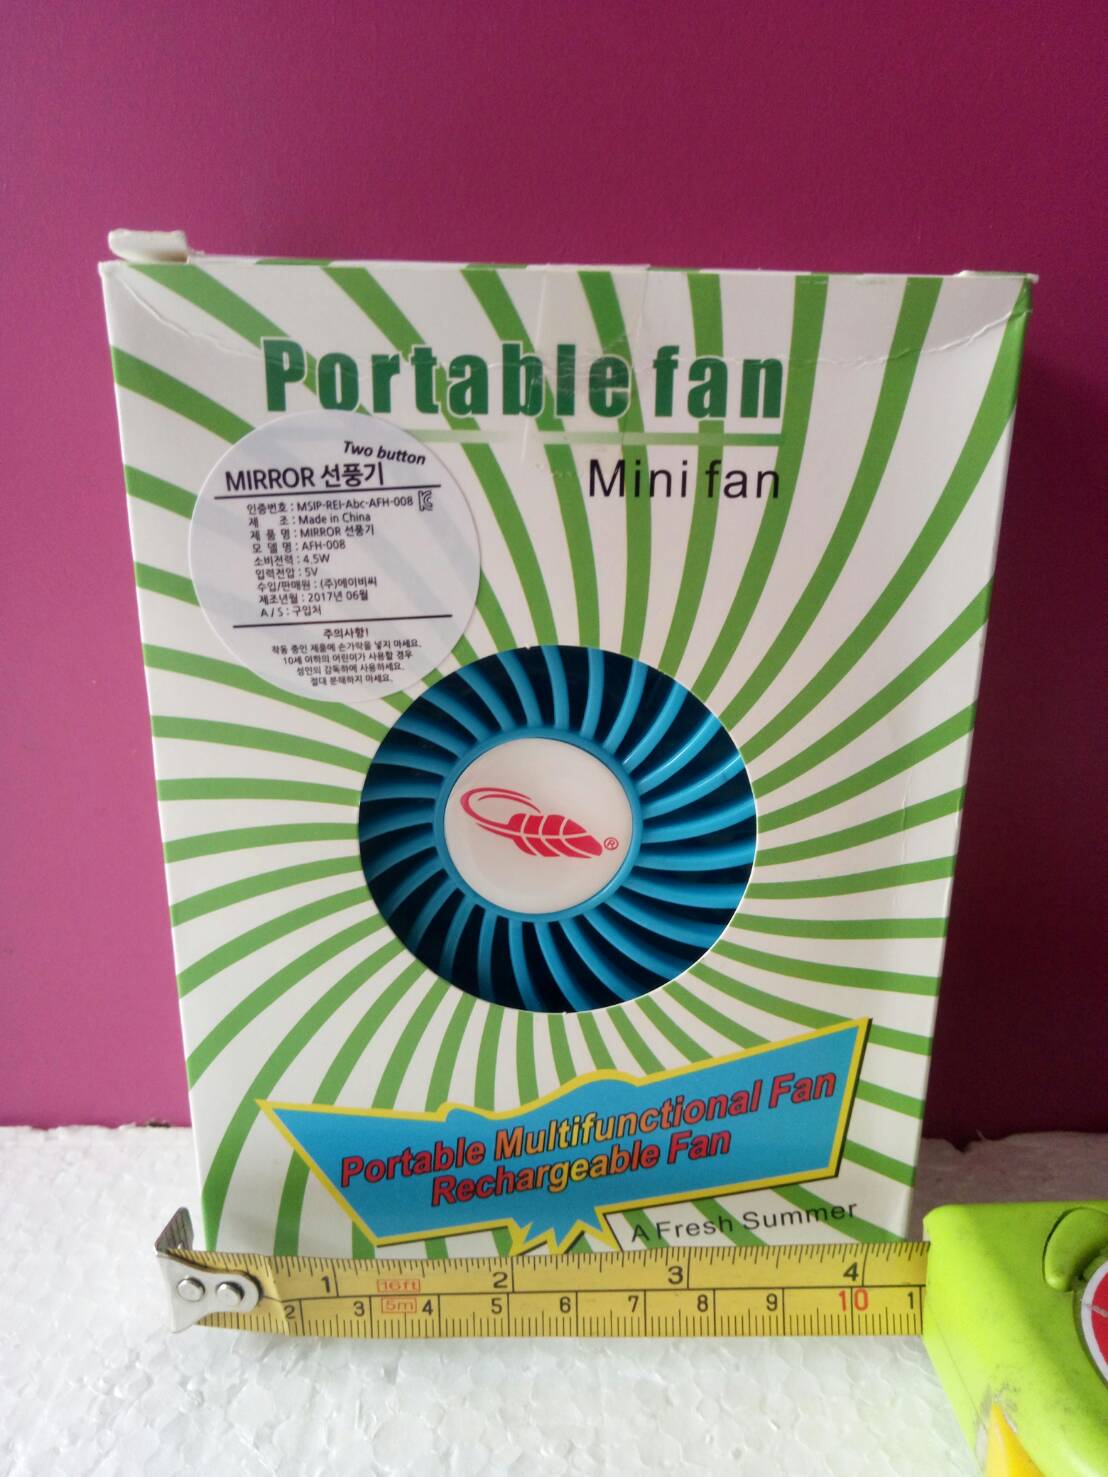 Portable fan
Mini fan
Two button
MIRROR 선풍기
인증번호 : MSIP-REI-Abc-AFH-008
제 조 : Made in China
제 품 명 : MIRROR 선풍기
모 델 명 : AFH-008
소비전력 : 4.5W
입력전압 : 5V
수입/판매원 : (주)에이비씨
제조년월 : 2017년 06월
A / S : 구입처
주의사항!
작동 중인 제품에 손가락을 넣지 마세요.
10세 이하의 어린이가 사용할 경우
성인의 감독하에 사용하세요.
절대 분해하지 마세요.
®
Portable Multifunctional Fan
Rechargeable Fan
A Fresh Summer
1 16ft 2 3 4
2 3 5m 4 5 6 7 8 9 10 1